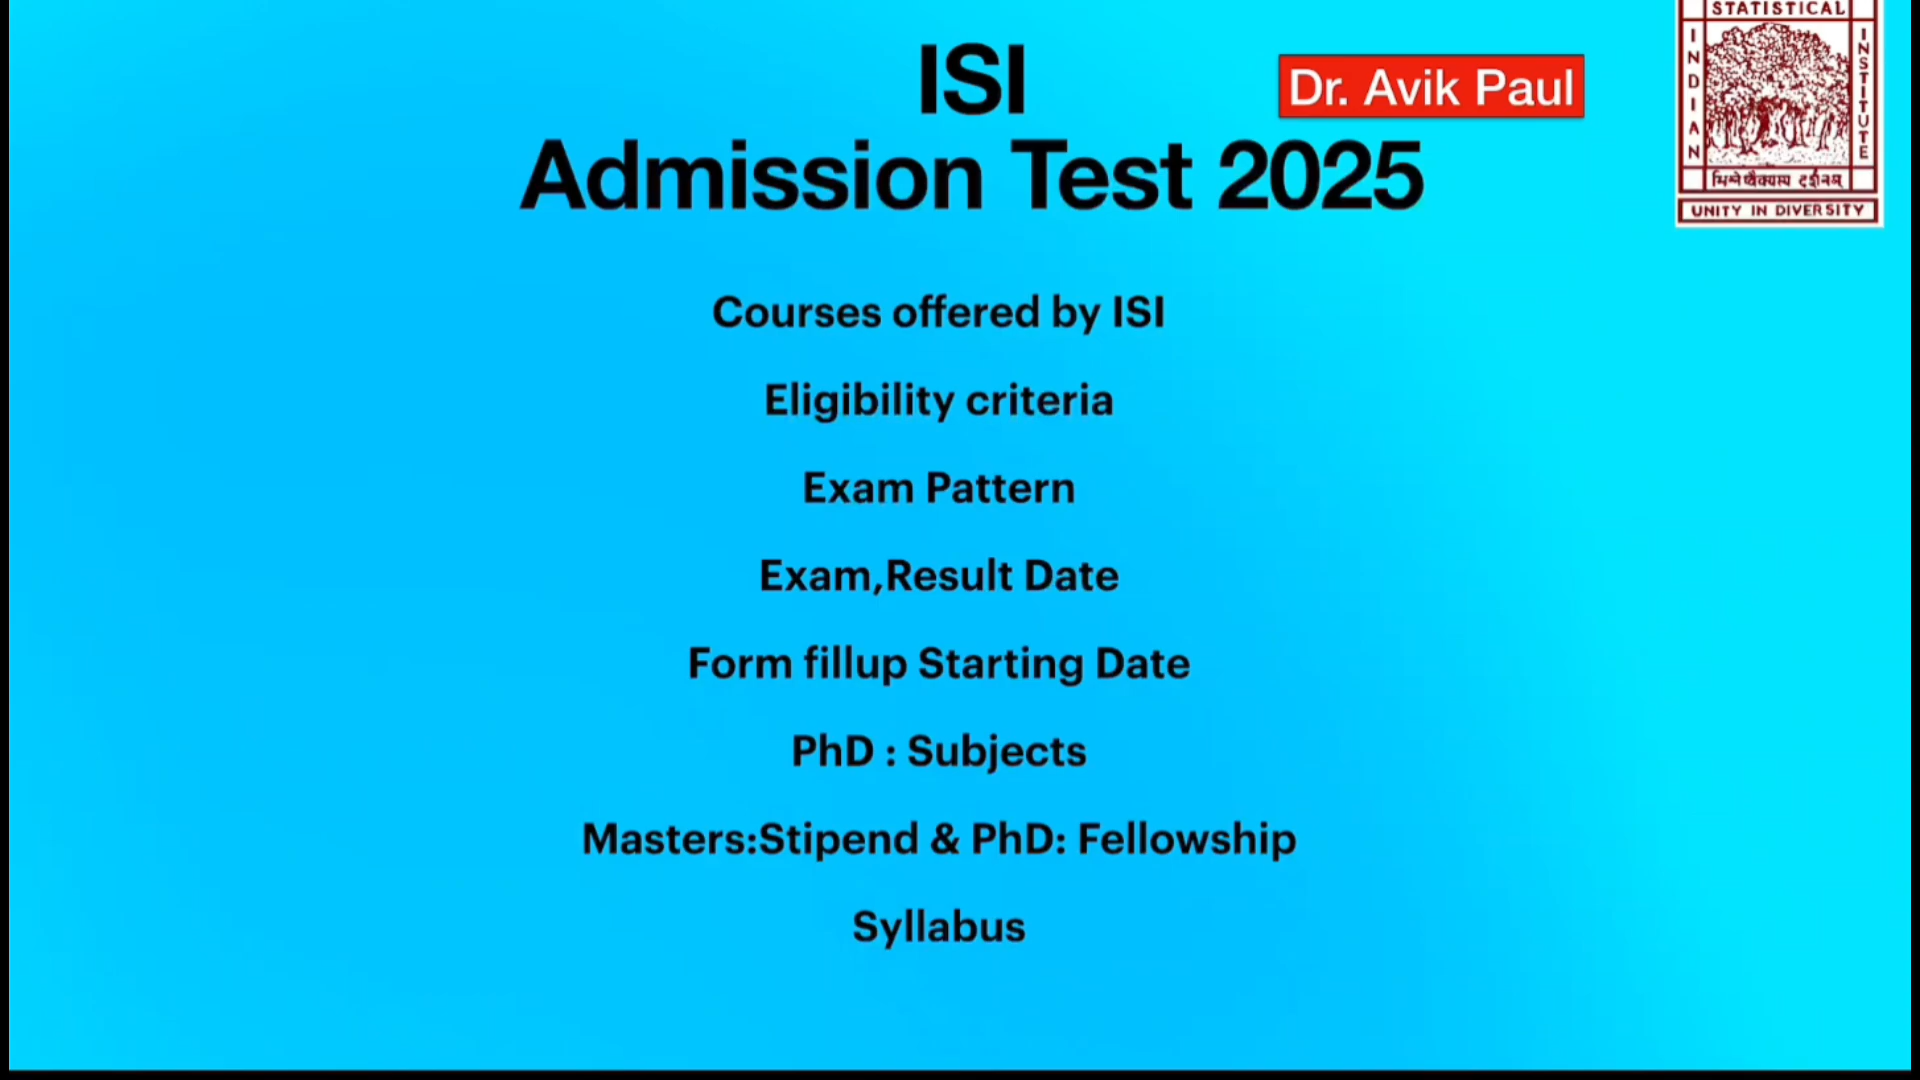 ISI
Dr. Avik Paul
Admission Test 2025
STATISTICAL
INDIAN
INSTITUTE
UNITY IN DIVERSITY
Courses offered by ISI
Eligibility criteria
Exam Pattern
Exam,Result Date
Form fillup Starting Date
PhD : Subjects
Masters:Stipend & PhD: Fellowship
Syllabus